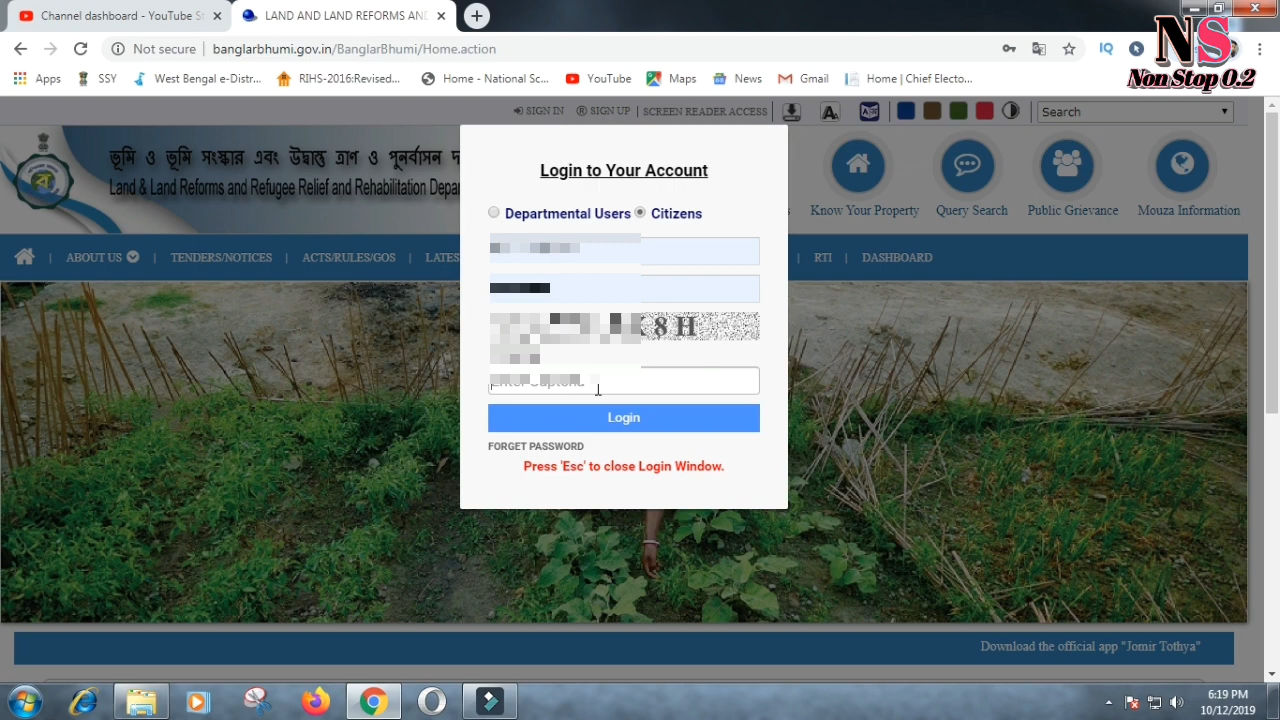 Channel dashboard - YouTube St
LAND AND LAND REFORMS AND
NS
Non Stop 0.2
Not secure | banglarbhumi.gov.in/BanglarBhumi/Home.action
Apps SSY West Bengal e-Distr... RIHS-2016:Revised... Home - National Sc... YouTube Maps News Gmail Home | Chief Electo...
SIGN IN SIGN UP | SCREEN READER ACCESS | Search
ভূমি ও ভূমি সংস্কার এবং উদ্বাস্তু ত্রাণ ও পুনর্বাসন দ
Land & Land Reforms and Refugee Relief and Rehabilitation Depa
Know Your Property Query Search Public Grievance Mouza Information
ABOUT US | TENDERS/NOTICES | ACTS/RULES/GOS | LATES
RTI | DASHBOARD
Login to Your Account
Departmental Users Citizens
8 H
Login
FORGET PASSWORD
Press 'Esc' to close Login Window.
Download the official app "Jomir Tothya"
6:19 PM
10/12/2019